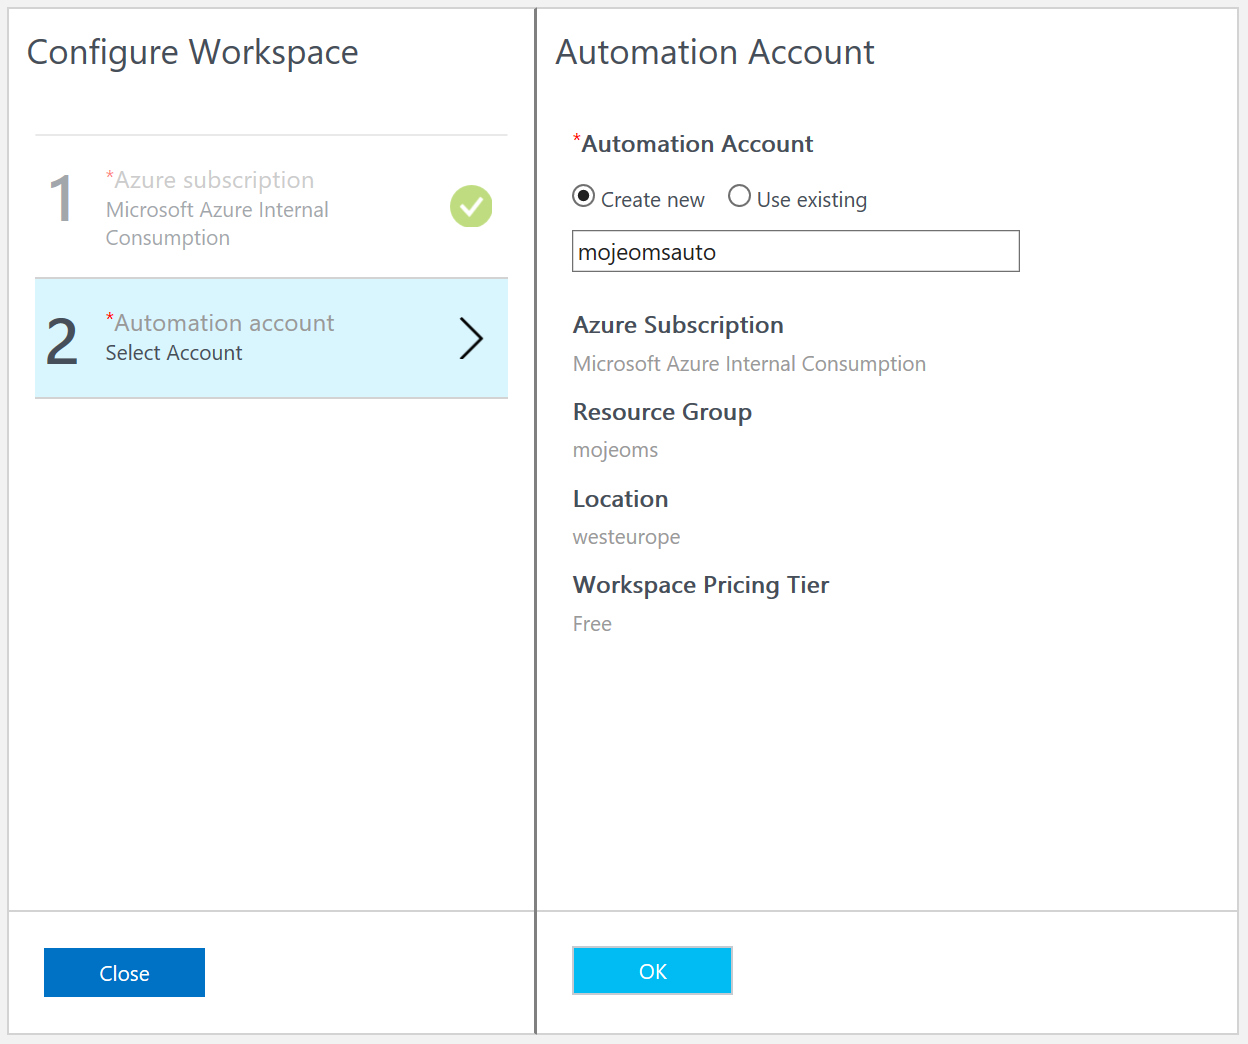 Configure Workspace
1
*Azure subscription
Microsoft Azure Internal
Consumption
2
*Automation account
Select Account
Close
Automation Account
*Automation Account
Create new
Use existing
mojeomsauto
Azure Subscription
Microsoft Azure Internal Consumption
Resource Group
mojeoms
Location
westeurope
Workspace Pricing Tier
Free
OK